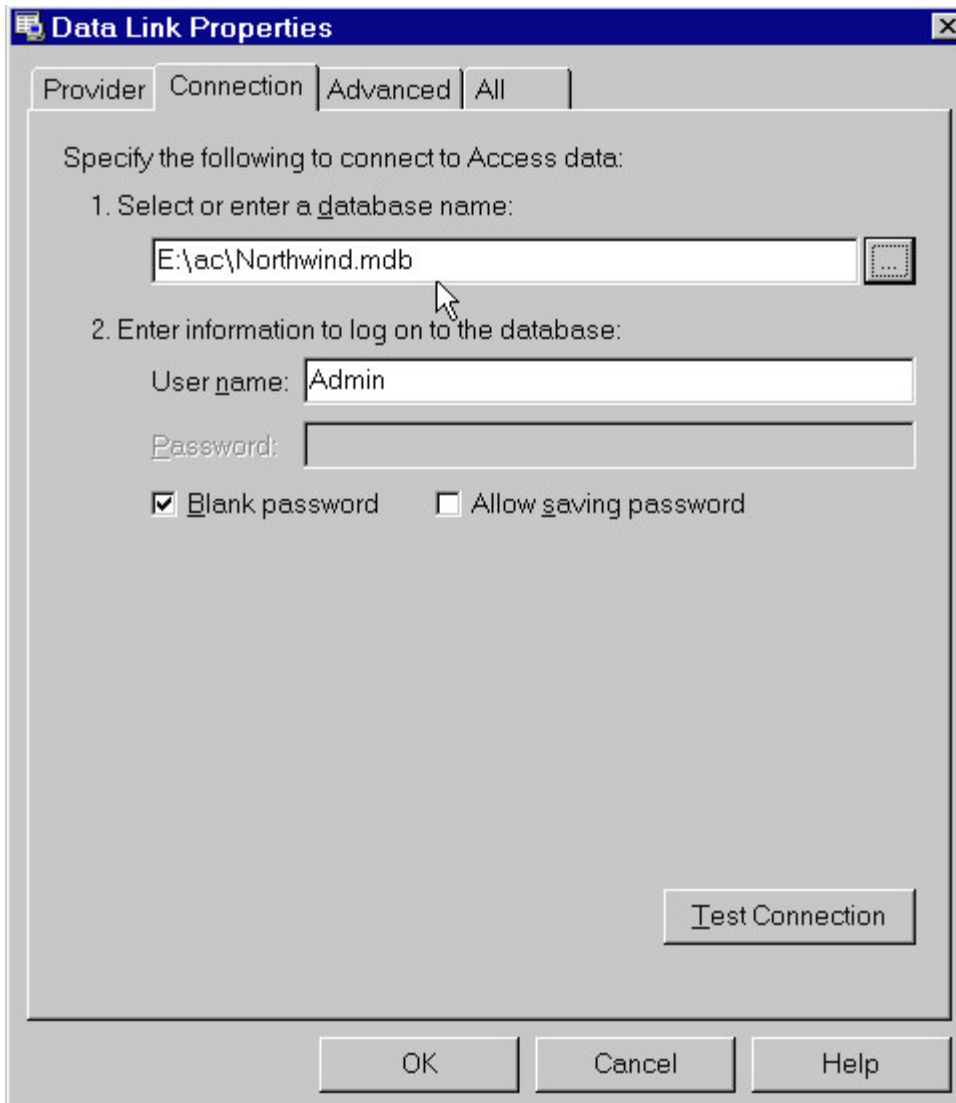 Data Link Properties
Provider Connection Advanced All
Specify the following to connect to Access data:
1. Select or enter a database name:
E:\ac\Northwind.mdb ...
2. Enter information to log on to the database:
User name: Admin
Password:
Blank password Allow saving password
Test Connection
OK Cancel Help